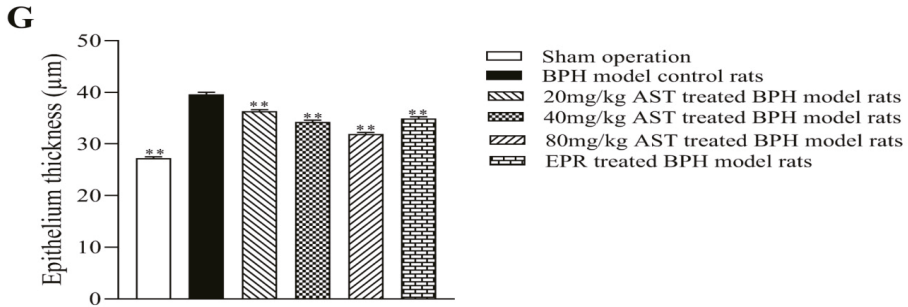 G
Epithelium thickness (μm)
50
40
30
20
10
0
**
**
**
**
**
Sham operation
BPH model control rats
20mg/kg AST treated BPH model rats
40mg/kg AST treated BPH model rats
80mg/kg AST treated BPH model rats
EPR treated BPH model rats